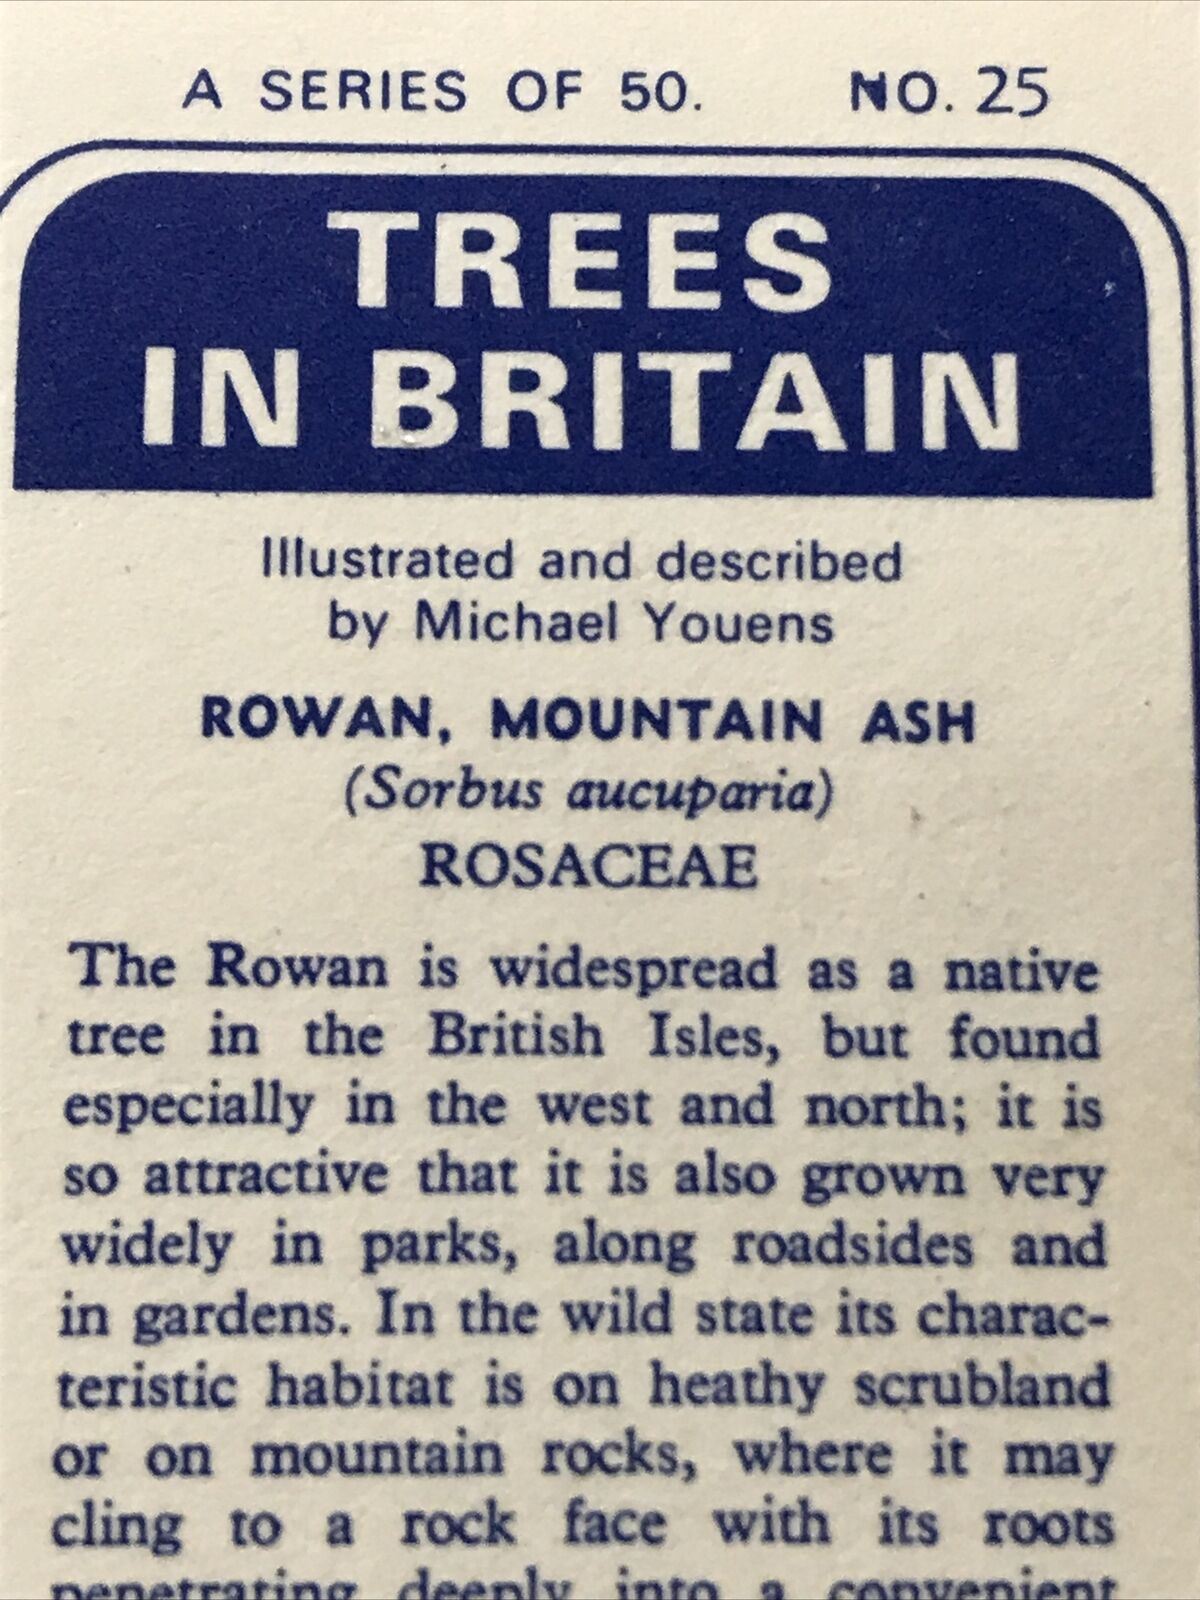 A SERIES OF 50. NO. 25
TREES
IN BRITAIN
Illustrated and described
by Michael Youens
ROWAN, MOUNTAIN ASH
(Sorbus aucuparia)
ROSACEAE
The Rowan is widespread as a native
tree in the British Isles, but found
especially in the west and north; it is
so attractive that it is also grown very
widely in parks, along roadsides and
in gardens. In the wild state its charac-
teristic habitat is on heathy scrubland
or on mountain rocks, where it may
cling to a rock face with its roots
penetrating deeply into a convenient